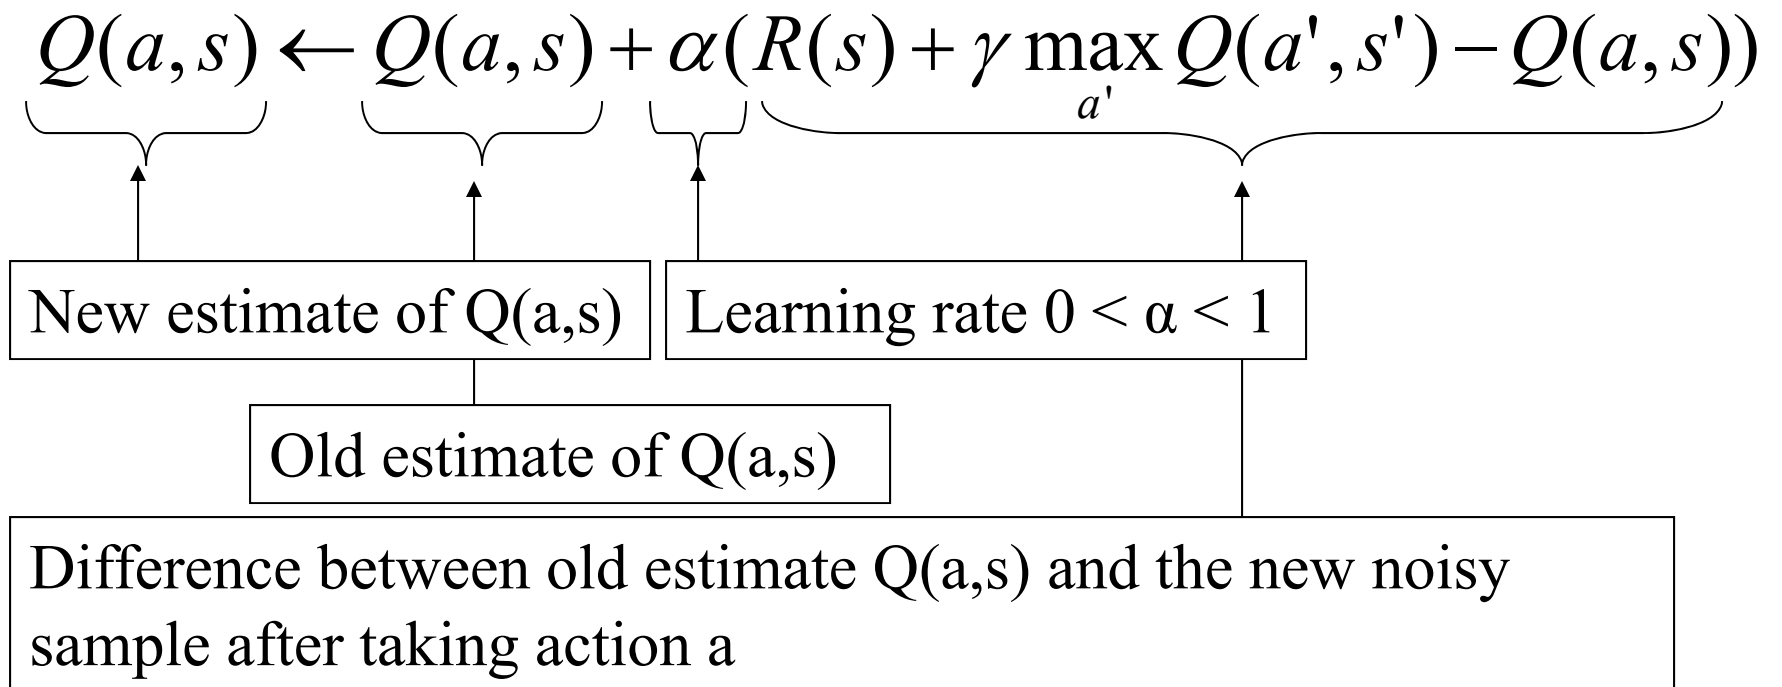 Q(a,s) ← Q(a,s) + α(R(s) + γ max Q(a',s') − Q(a,s))
a'
New estimate of Q(a,s)
Learning rate 0 < α < 1
Old estimate of Q(a,s)
Difference between old estimate Q(a,s) and the new noisy
sample after taking action a